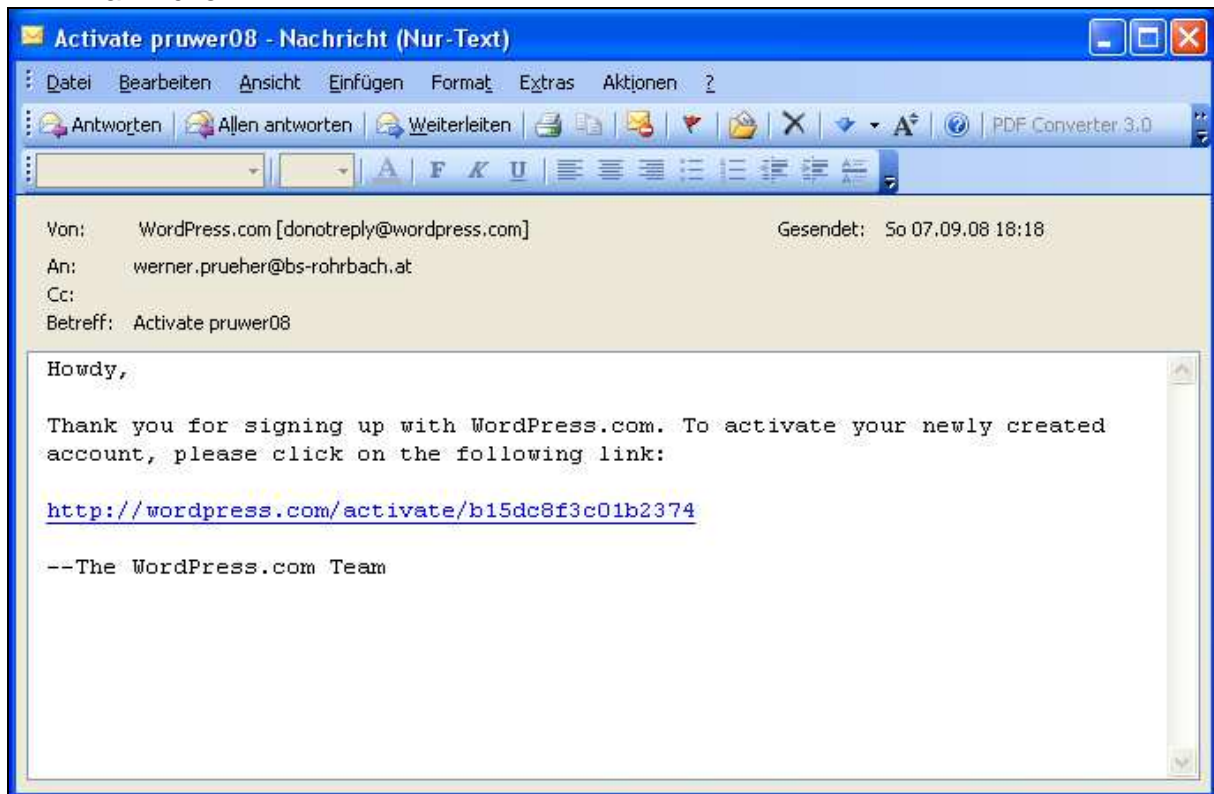 Activate pruwer08 - Nachricht (Nur-Text)
Datei Bearbeiten Ansicht Einfügen Format Extras Aktionen ?
Antworten Allen antworten Weiterleiten A PDF Converter 3.0
A F K U
Von: WordPress.com [donotreply@wordpress.com] Gesendet: So 07.09.08 18:18
An: werner.prueher@bs-rohrbach.at
Cc:
Betreff: Activate pruwer08
Howdy,
Thank you for signing up with WordPress.com. To activate your newly created
account, please click on the following link:
http://wordpress.com/activate/b15dc8f3c01b2374
--The WordPress.com Team